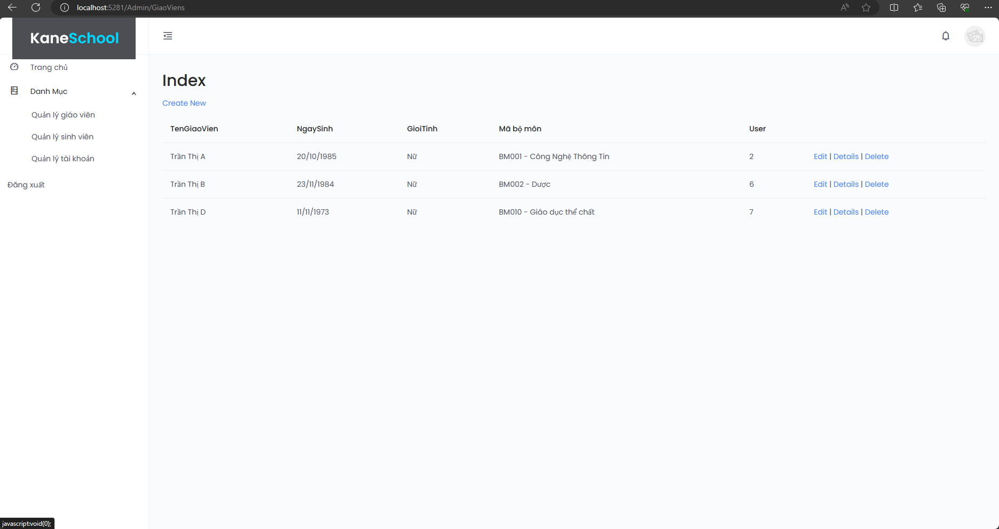 localhost:5281/Admin/GiaoViens
KaneSchool
Trang chủ
Danh Mục
Quản lý giáo viên
Quản lý sinh viên
Quản lý tài khoản
Đăng xuất
Index
Create New
TenGiaoVien NgaySinh GioiTinh Mã bộ môn User
Trần Thị A 20/10/1985 Nữ BM001 - Công Nghệ Thông Tin 2 Edit | Details | Delete
Trần Thị B 23/11/1984 Nữ BM002 - Dược 6 Edit | Details | Delete
Trần Thị D 11/11/1973 Nữ BM010 - Giáo dục thể chất 7 Edit | Details | Delete
javascript:void(0);